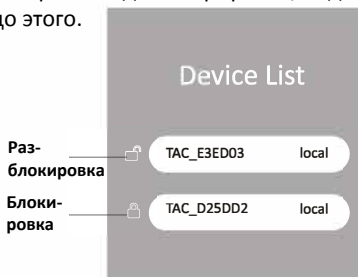 до этого.
Device List
Раз-
блокировка
TAC_E3ED03 local
Блоки-
ровка
TAC_D25DD2 local